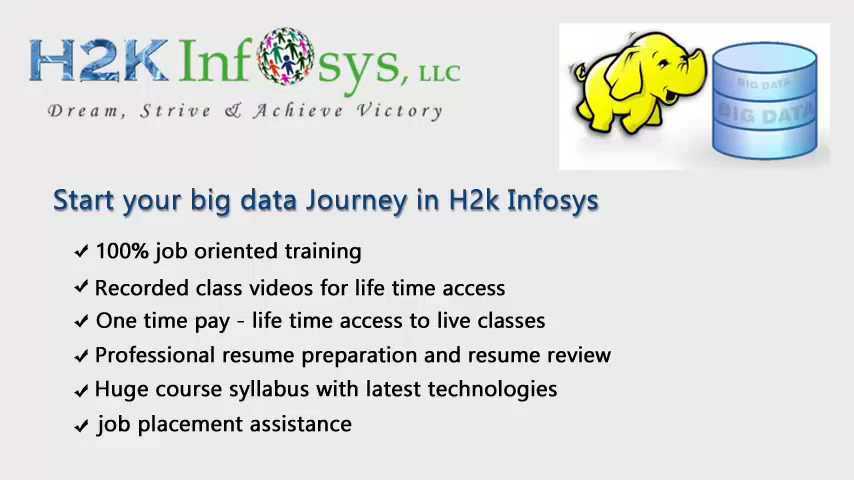 H2K Infosys, LLC
Dream, Strive & Achieve Victory
BIG DATA
BIG DATA
Start your big data Journey in H2k Infosys
100% job oriented training
Recorded class videos for life time access
One time pay - life time access to live classes
Professional resume preparation and resume review
Huge course syllabus with latest technologies
job placement assistance